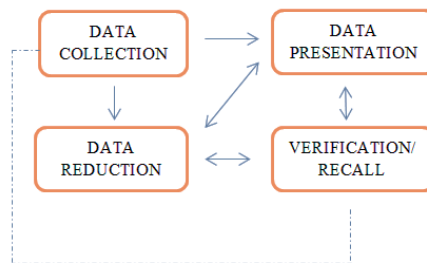 DATA
COLLECTION
DATA
PRESENTATION
DATA
REDUCTION
VERIFICATION/
RECALL